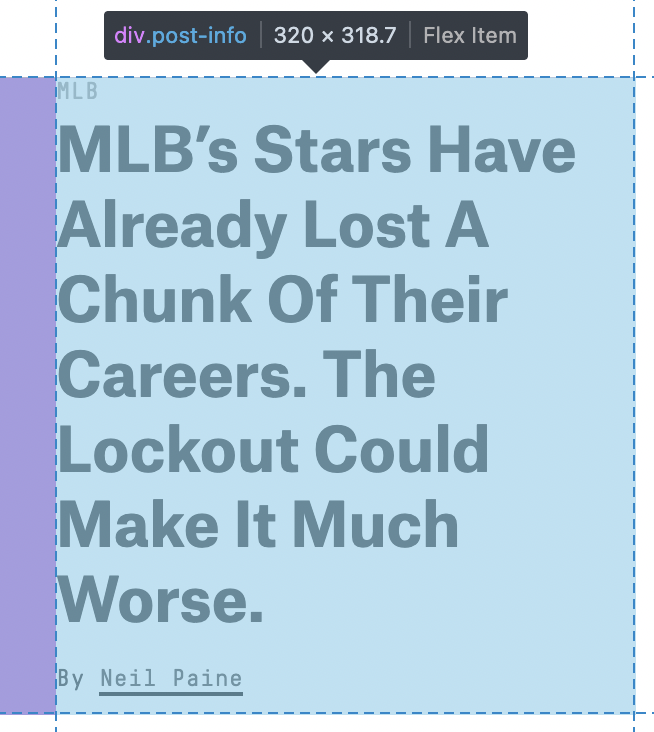 div.post-info | 320 × 318.7 | Flex Item
MLB
MLB’s Stars Have
Already Lost A
Chunk Of Their
Careers. The
Lockout Could
Make It Much
Worse.
By Neil Paine